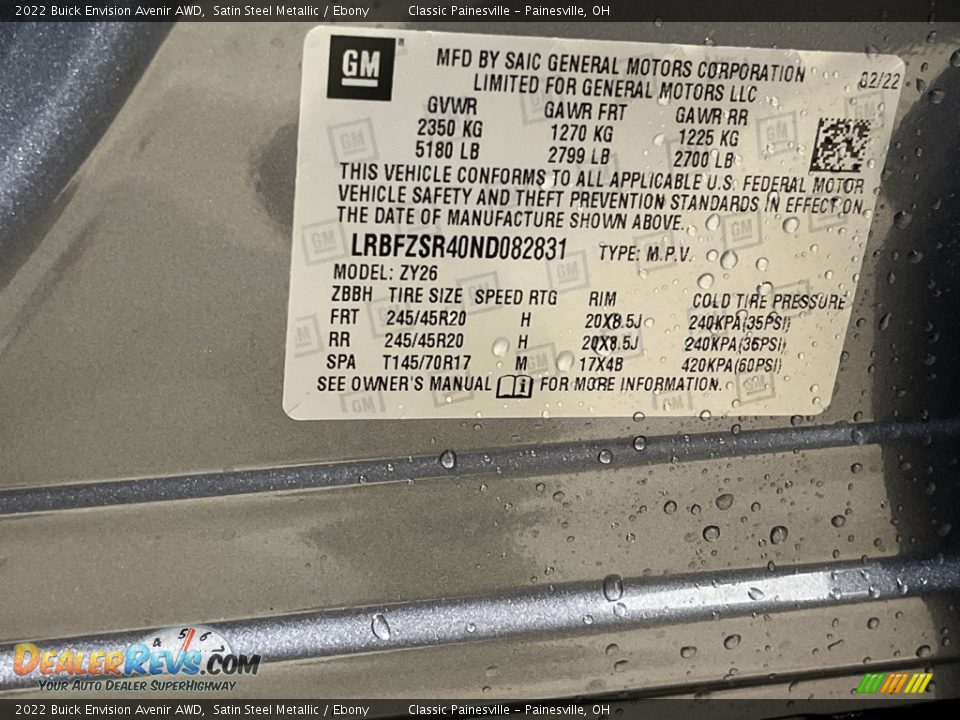 2022 Buick Envision Avenir AWD, Satin Steel Metallic / Ebony Classic Painesville - Painesville, OH
GM
MFD BY SAIC GENERAL MOTORS CORPORATION 02/22
LIMITED FOR GENERAL MOTORS LLC
GVWR GAWR FRT GAWR RR
2350 KG 1270 KG 1225 KG
5180 LB 2799 LB 2700 LB
THIS VEHICLE CONFORMS TO ALL APPLICABLE U.S. FEDERAL MOTOR
VEHICLE SAFETY AND THEFT PREVENTION STANDARDS IN EFFECT ON
THE DATE OF MANUFACTURE SHOWN ABOVE.
LRBFZSR40ND082831 TYPE: M.P.V.
MODEL: ZY26
ZBBH TIRE SIZE SPEED RTG RIM COLD TIRE PRESSURE
FRT 245/45R20 H 20X8.5J 240KPA(35PSI)
RR 245/45R20 H 20X8.5J 240KPA(35PSI)
SPA T145/70R17 M 17X4B 420KPA(60PSI)
SEE OWNER'S MANUAL i FOR MORE INFORMATION.
4 5 6 7
DEALERREVS.COM
YOUR AUTO DEALER SUPERHIGHWAY
2022 Buick Envision Avenir AWD, Satin Steel Metallic / Ebony Classic Painesville - Painesville, OH